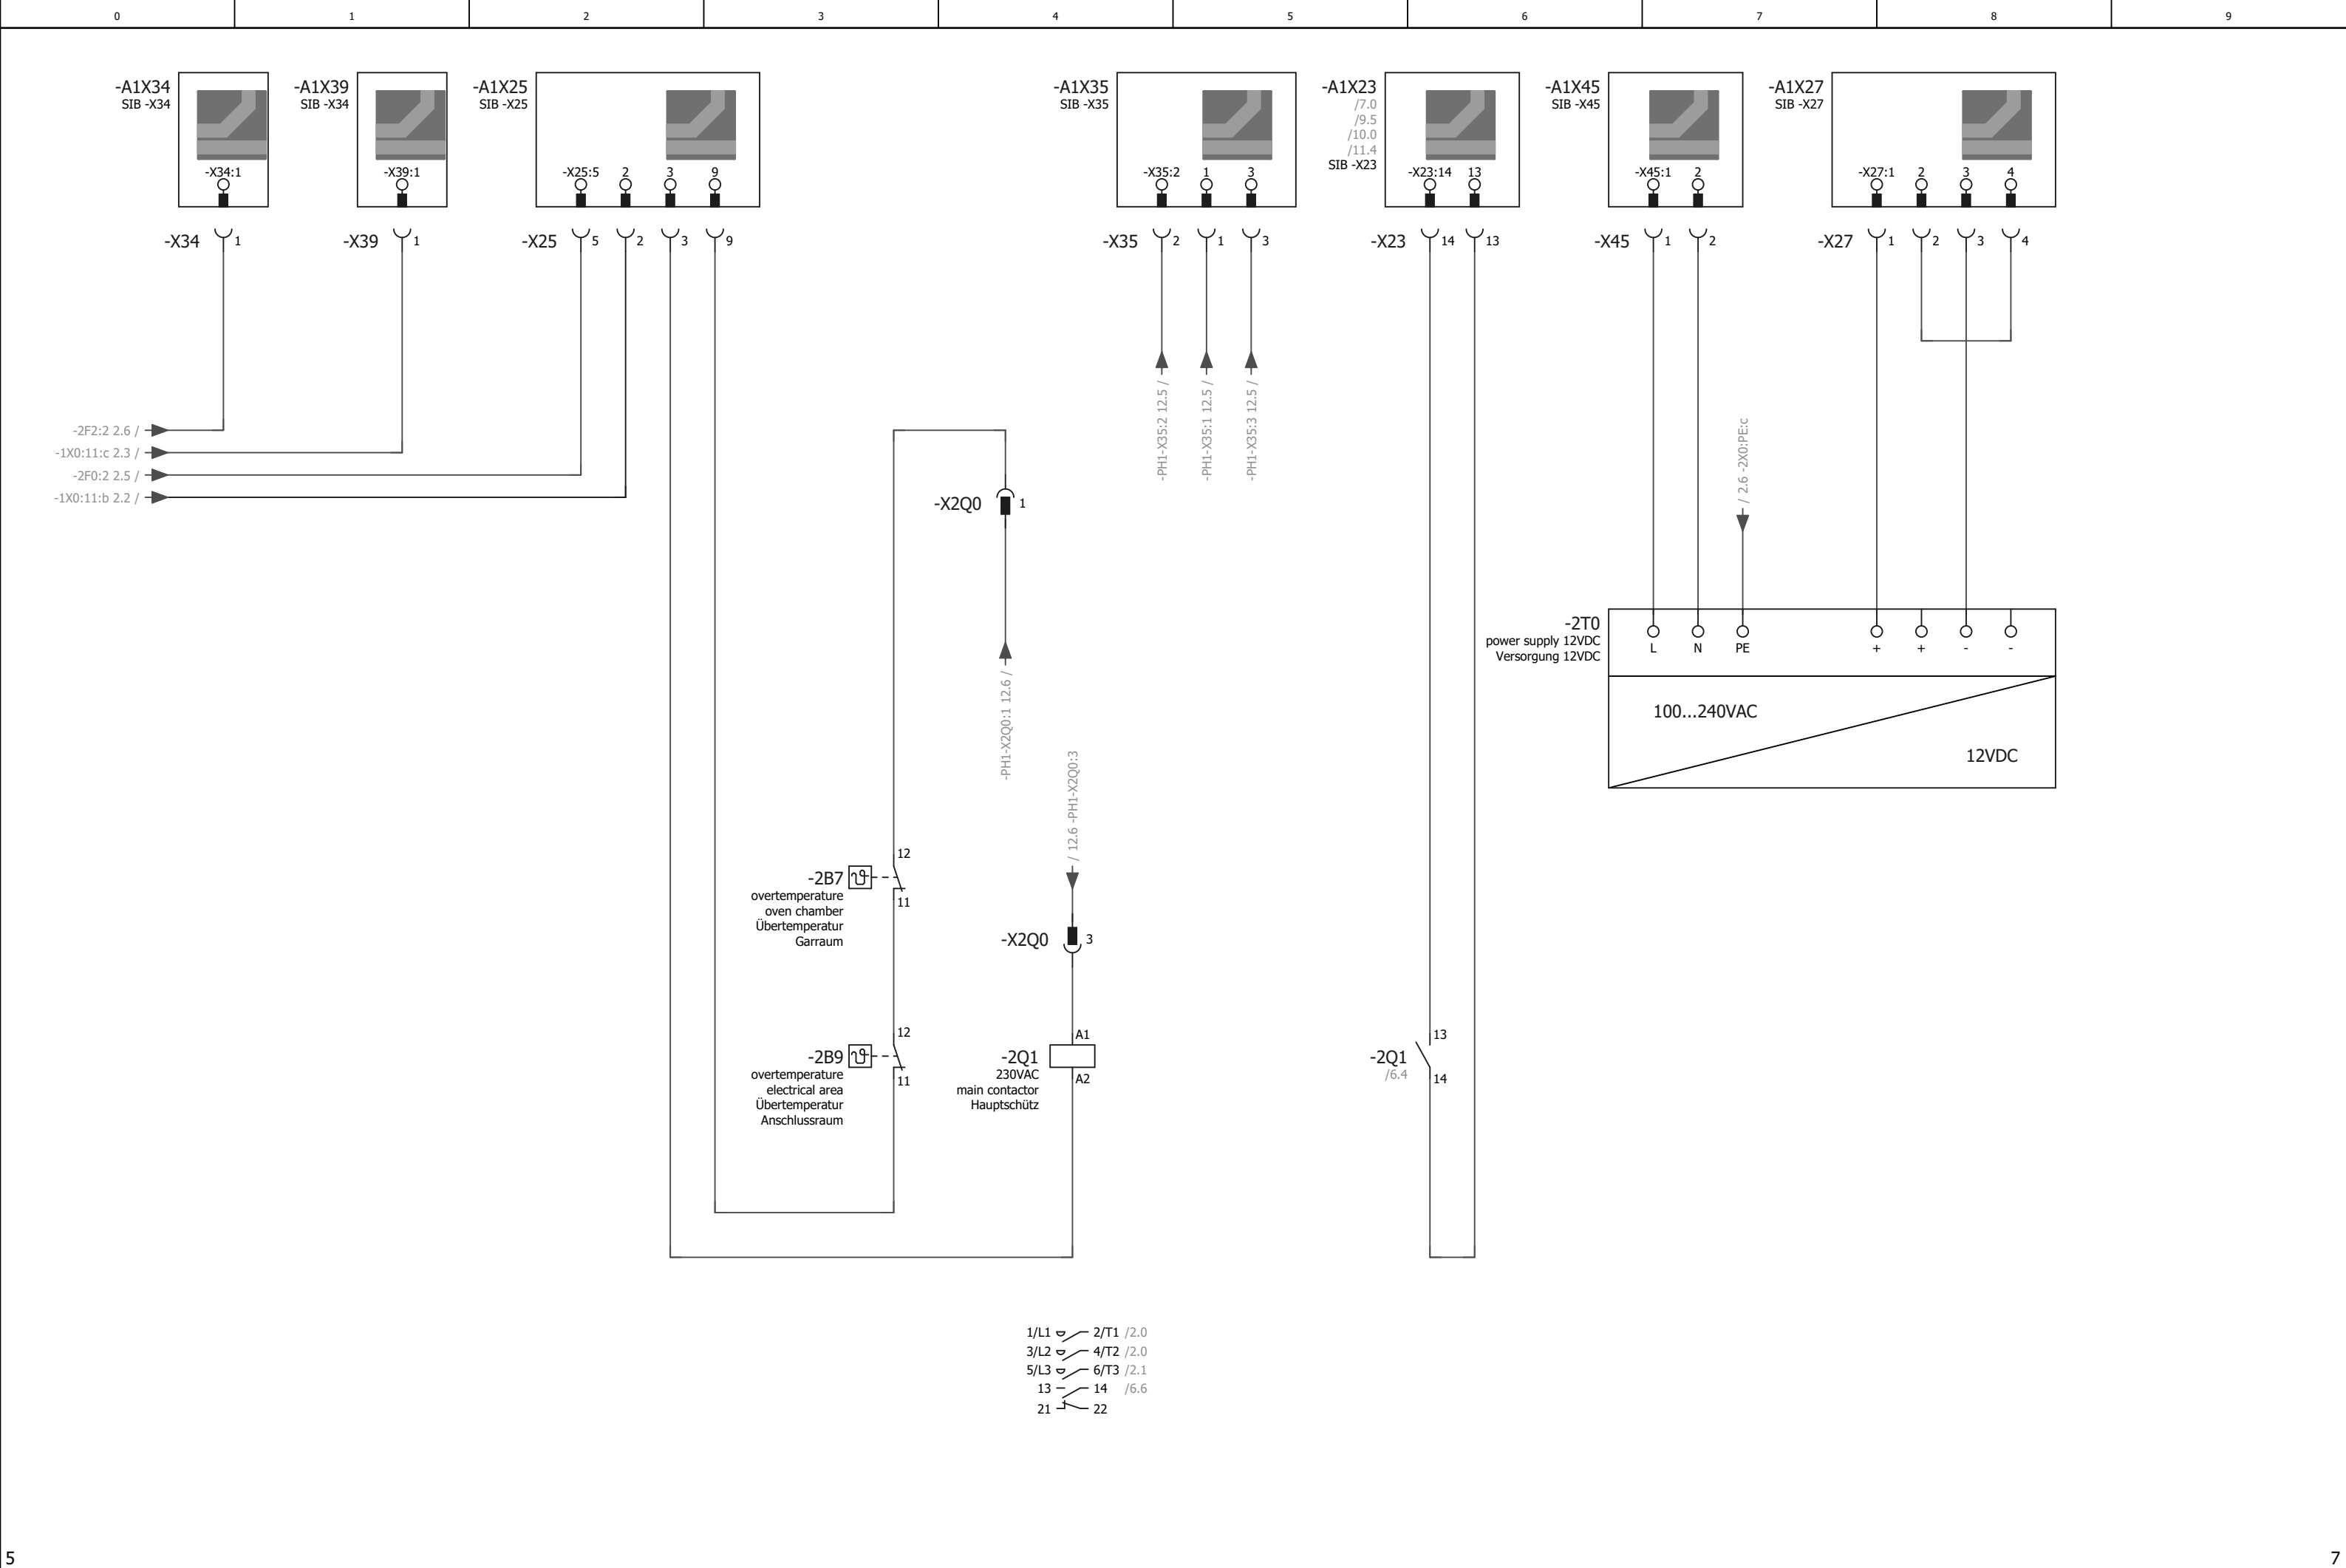 0 1 2 3 4 5 6 7 8 9
-A1X34
SIB -X34
-X34:1
-X34 1
-A1X39
SIB -X34
-X39:1
-X39 1
-A1X25
SIB -X25
-X25:5 2 3 9
-X25 5 2 3 9
-A1X35
SIB -X35
-X35:2 1 3
-X35 2 1 3
-A1X23
/7.0
/9.5
/10.0
/11.4
SIB -X23
-X23:14 13
-X23 14 13
-A1X45
SIB -X45
-X45:1 2
-X45 1 2
-A1X27
SIB -X27
-X27:1 2 3 4
-X27 1 2 3 4
-2F2:2 2.6 /
-1X0:11:c 2.3 /
-2F0:2 2.5 /
-1X0:11:b 2.2 /
-PH1-X35:2 12.5 /
-PH1-X35:1 12.5 /
-PH1-X35:3 12.5 /
/ 2.6 -2X0:PE:c
-X2Q0 1
-PH1-X2Q0:1 12.6 /
/ 12.6 -PH1-X2Q0:3
-X2Q0 3
-2T0
power supply 12VDC
Versorgung 12VDC
L N PE + + - -
100...240VAC
12VDC
12
-2B7
11
overtemperature
oven chamber
Übertemperatur
Garraum
12
-2B9
11
overtemperature
electrical area
Übertemperatur
Anschlussraum
A1
-2Q1
A2
230VAC
main contactor
Hauptschütz
13
-2Q1
/6.4
14
1/L1 2/T1 /2.0
3/L2 4/T2 /2.0
5/L3 6/T3 /2.1
13 14 /6.6
21 22
5 7